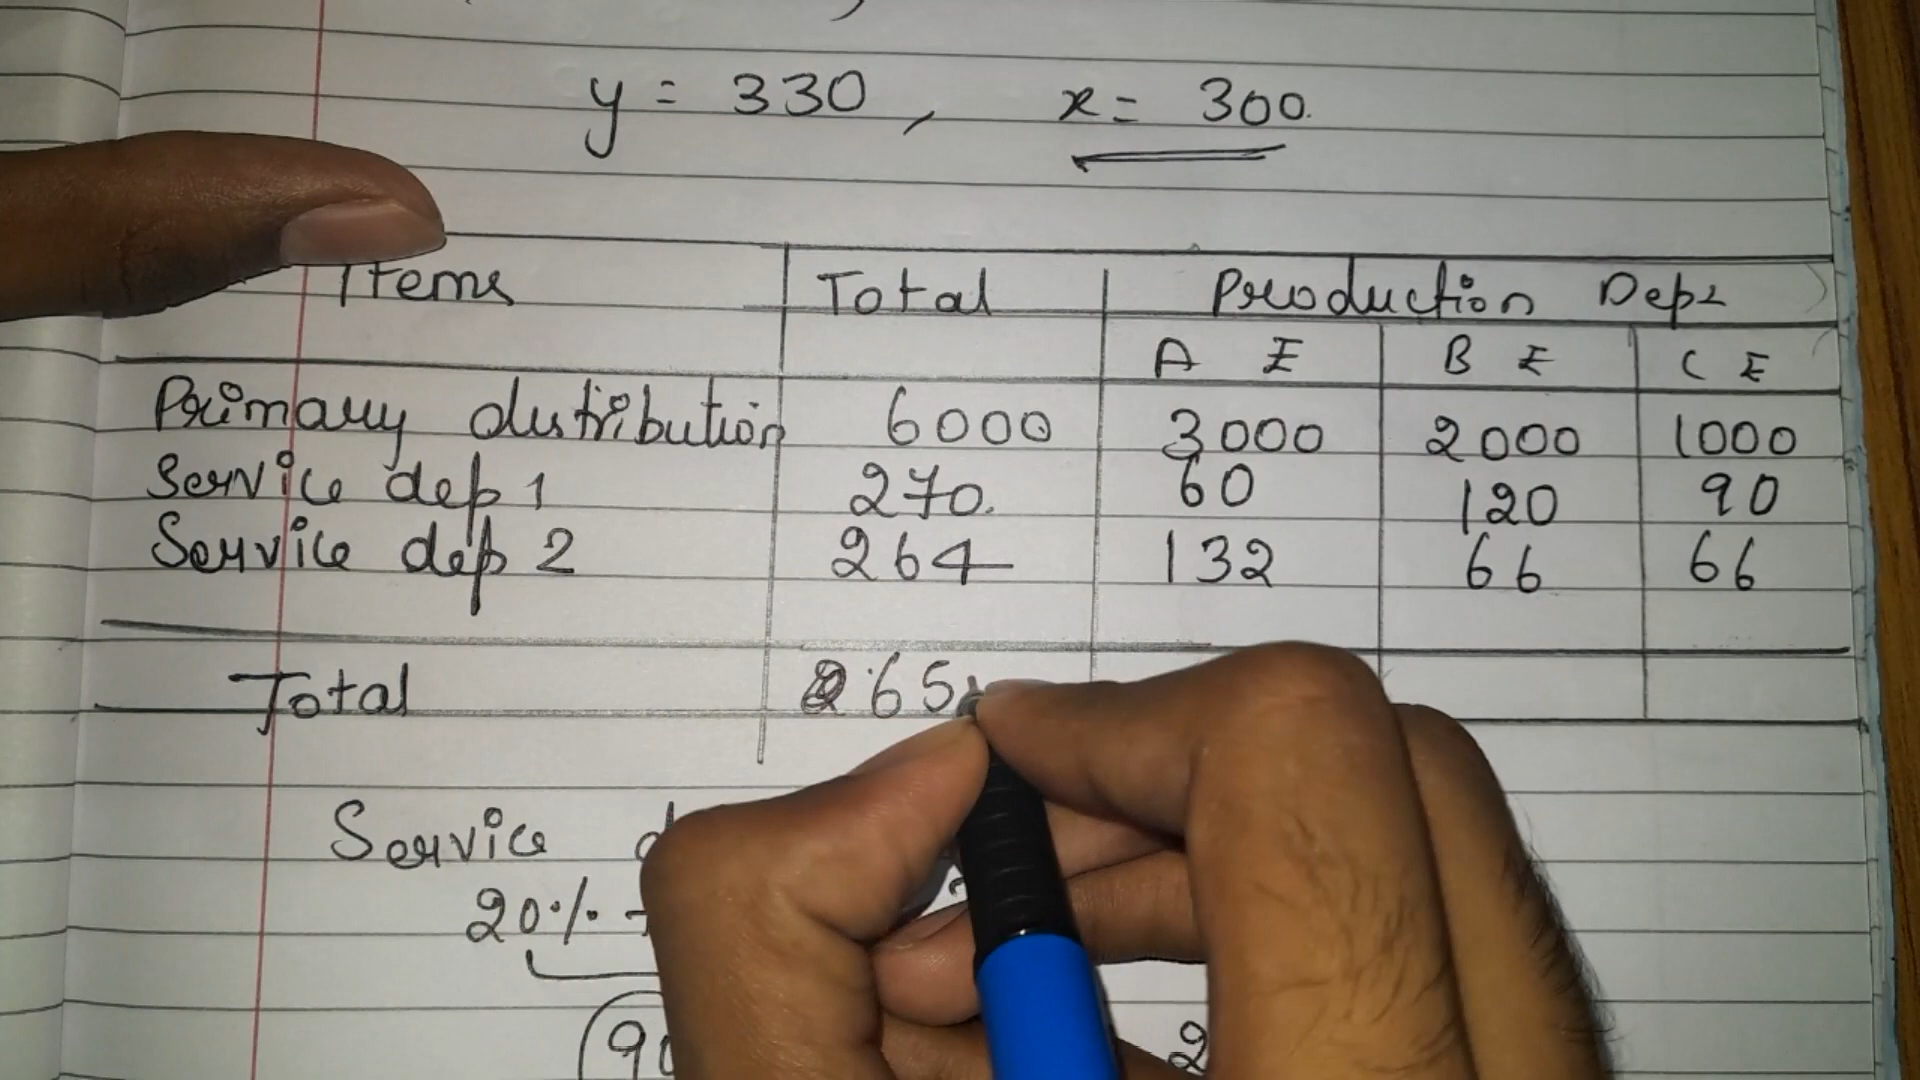 y = 330 , x = 300.
Items Total Production Dept
A ₹ B ₹ C ₹
Primary distribution 6000 3000 2000 1000
Service dep 1 270. 60 120 90
Service dep 2 264 132 66 66
Total 65
Service
20%